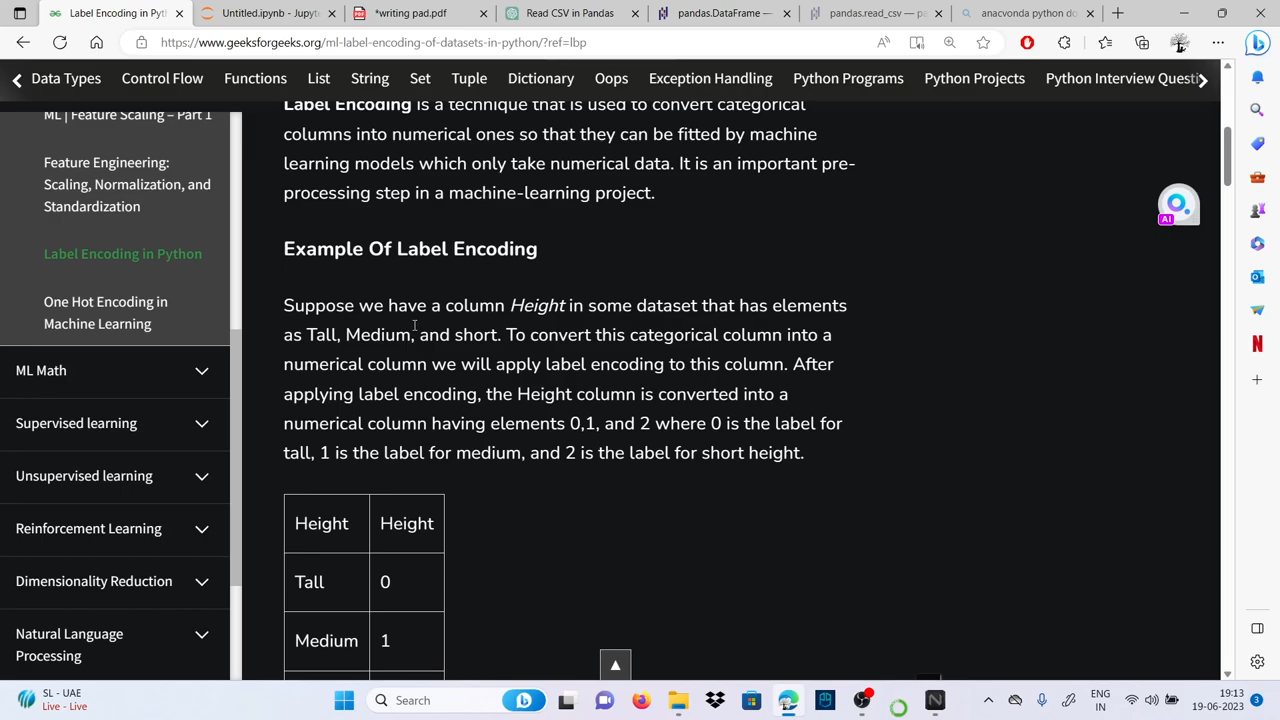 Label Encoding in Python
Untitled.ipynb - Jupyter
*writing pad.pdf
Read CSV in Pandas
pandas.DataFrame —
pandas.read_csv — pandas
anacvonda python do
https://www.geeksforgeeks.org/ml-label-encoding-of-datasets-in-python/?ref=lbp
Data Types Control Flow Functions List String Set Tuple Dictionary Oops Exception Handling Python Programs Python Projects Python Interview Questi
ML | Feature Scaling – Part 1
Feature Engineering:
Scaling, Normalization, and
Standardization
Label Encoding in Python
One Hot Encoding in
Machine Learning
ML Math
Supervised learning
Unsupervised learning
Reinforcement Learning
Dimensionality Reduction
Natural Language
Processing
Label Encoding is a technique that is used to convert categorical
columns into numerical ones so that they can be fitted by machine
learning models which only take numerical data. It is an important pre-
processing step in a machine-learning project.
Example Of Label Encoding
Suppose we have a column Height in some dataset that has elements
as Tall, Medium, and short. To convert this categorical column into a
numerical column we will apply label encoding to this column. After
applying label encoding, the Height column is converted into a
numerical column having elements 0,1, and 2 where 0 is the label for
tall, 1 is the label for medium, and 2 is the label for short height.
Height Height
Tall 0
Medium 1
AI
SL - UAE
Live - Live
Search
ENG
IN
19:13
19-06-2023
3